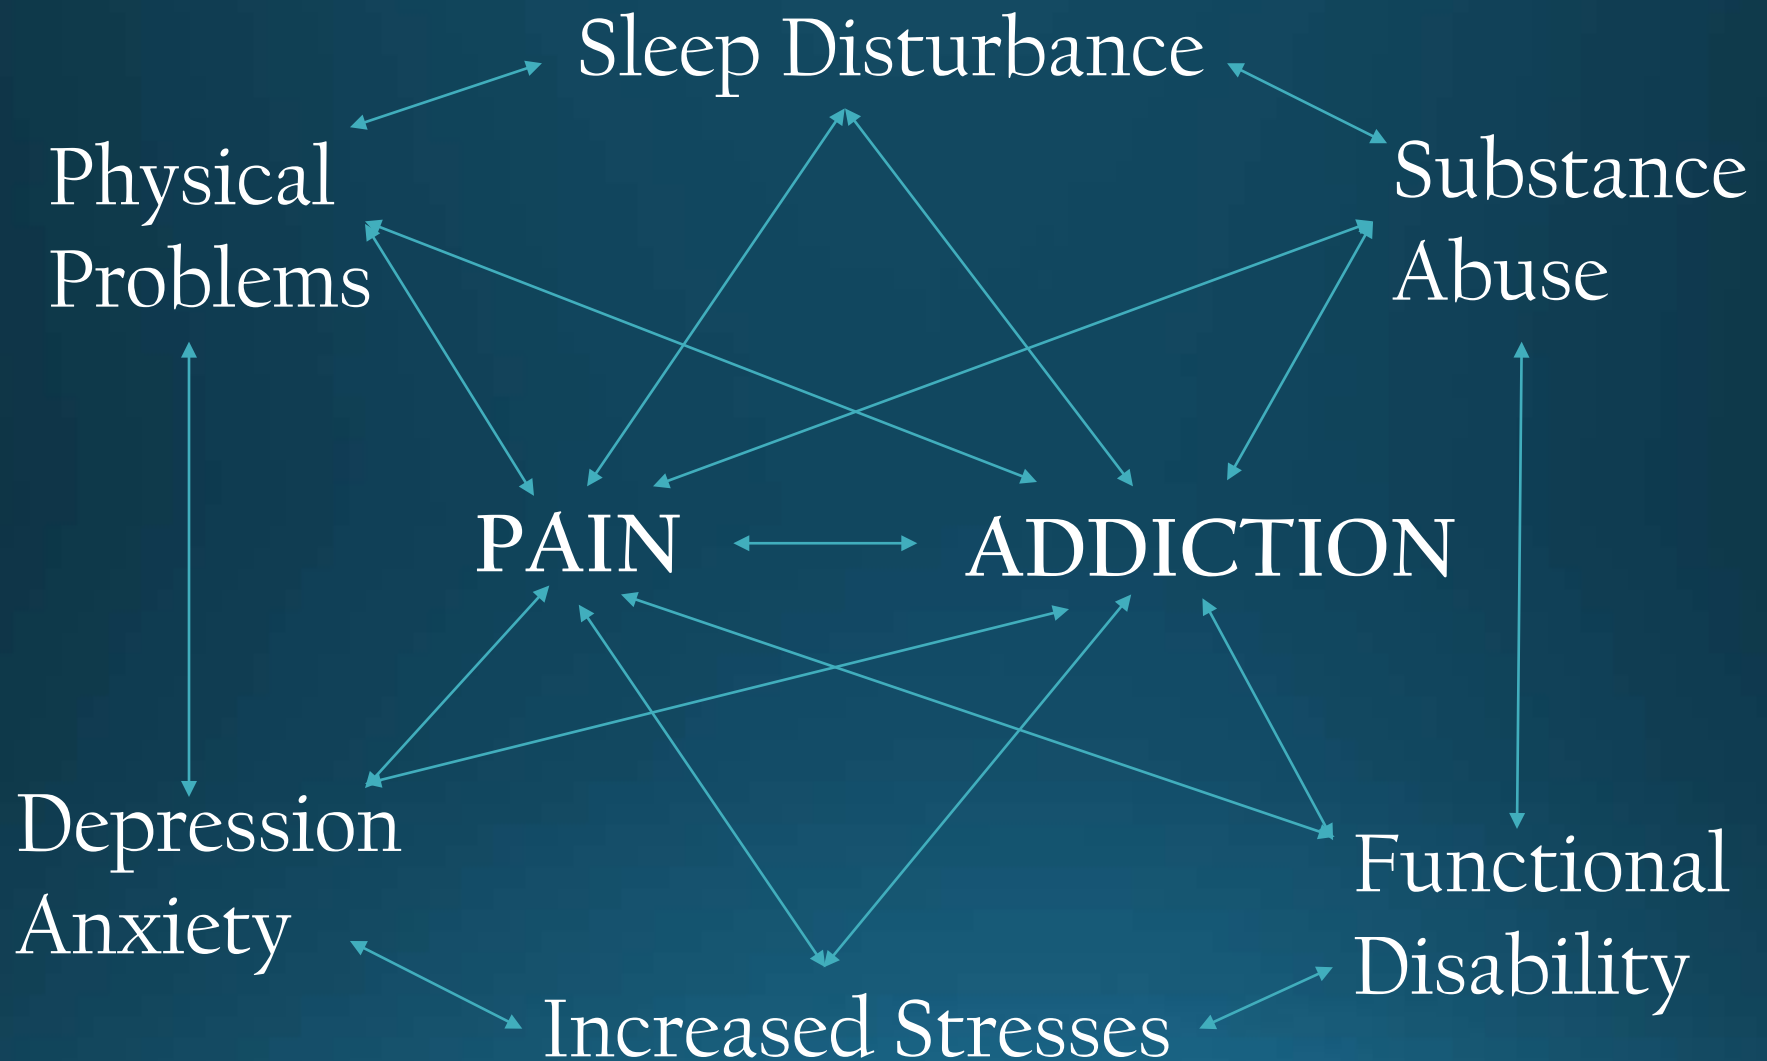 Sleep Disturbance
Physical
Problems
Substance
Abuse
PAIN
ADDICTION
Depression
Anxiety
Functional
Disability
Increased Stresses